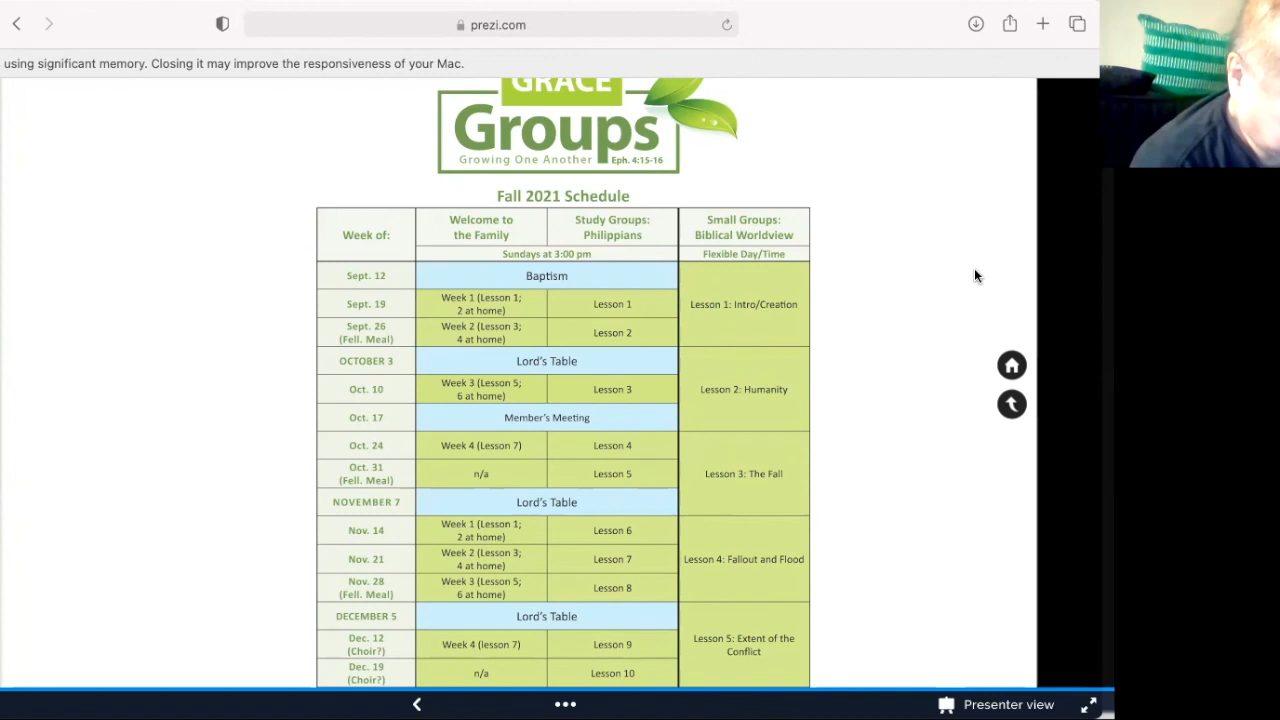 prezi.com
using significant memory. Closing it may improve the responsiveness of your Mac.
GRACE
Groups
Growing One Another Eph. 4:15-16
Fall 2021 Schedule
Week of:
Welcome to
the Family
Study Groups:
Philippians
Small Groups:
Biblical Worldview
Sundays at 3:00 pm
Flexible Day/Time
Sept. 12
Baptism
Sept. 19
Week 1 (Lesson 1;
2 at home)
Lesson 1
Lesson 1: Intro/Creation
Sept. 26
(Fell. Meal)
Week 2 (Lesson 3;
4 at home)
Lesson 2
OCTOBER 3
Lord's Table
Oct. 10
Week 3 (Lesson 5;
6 at home)
Lesson 3
Lesson 2: Humanity
Oct. 17
Member's Meeting
Oct. 24
Week 4 (Lesson 7)
Lesson 4
Oct. 31
(Fell. Meal)
n/a
Lesson 5
Lesson 3: The Fall
NOVEMBER 7
Lord's Table
Nov. 14
Week 1 (Lesson 1;
2 at home)
Lesson 6
Nov. 21
Week 2 (Lesson 3;
4 at home)
Lesson 7
Lesson 4: Fallout and Flood
Nov. 28
(Fell. Meal)
Week 3 (Lesson 5;
6 at home)
Lesson 8
DECEMBER 5
Lord's Table
Dec. 12
(Choir?)
Week 4 (lesson 7)
Lesson 9
Lesson 5: Extent of the
Conflict
Dec. 19
(Choir?)
n/a
Lesson 10
Presenter view